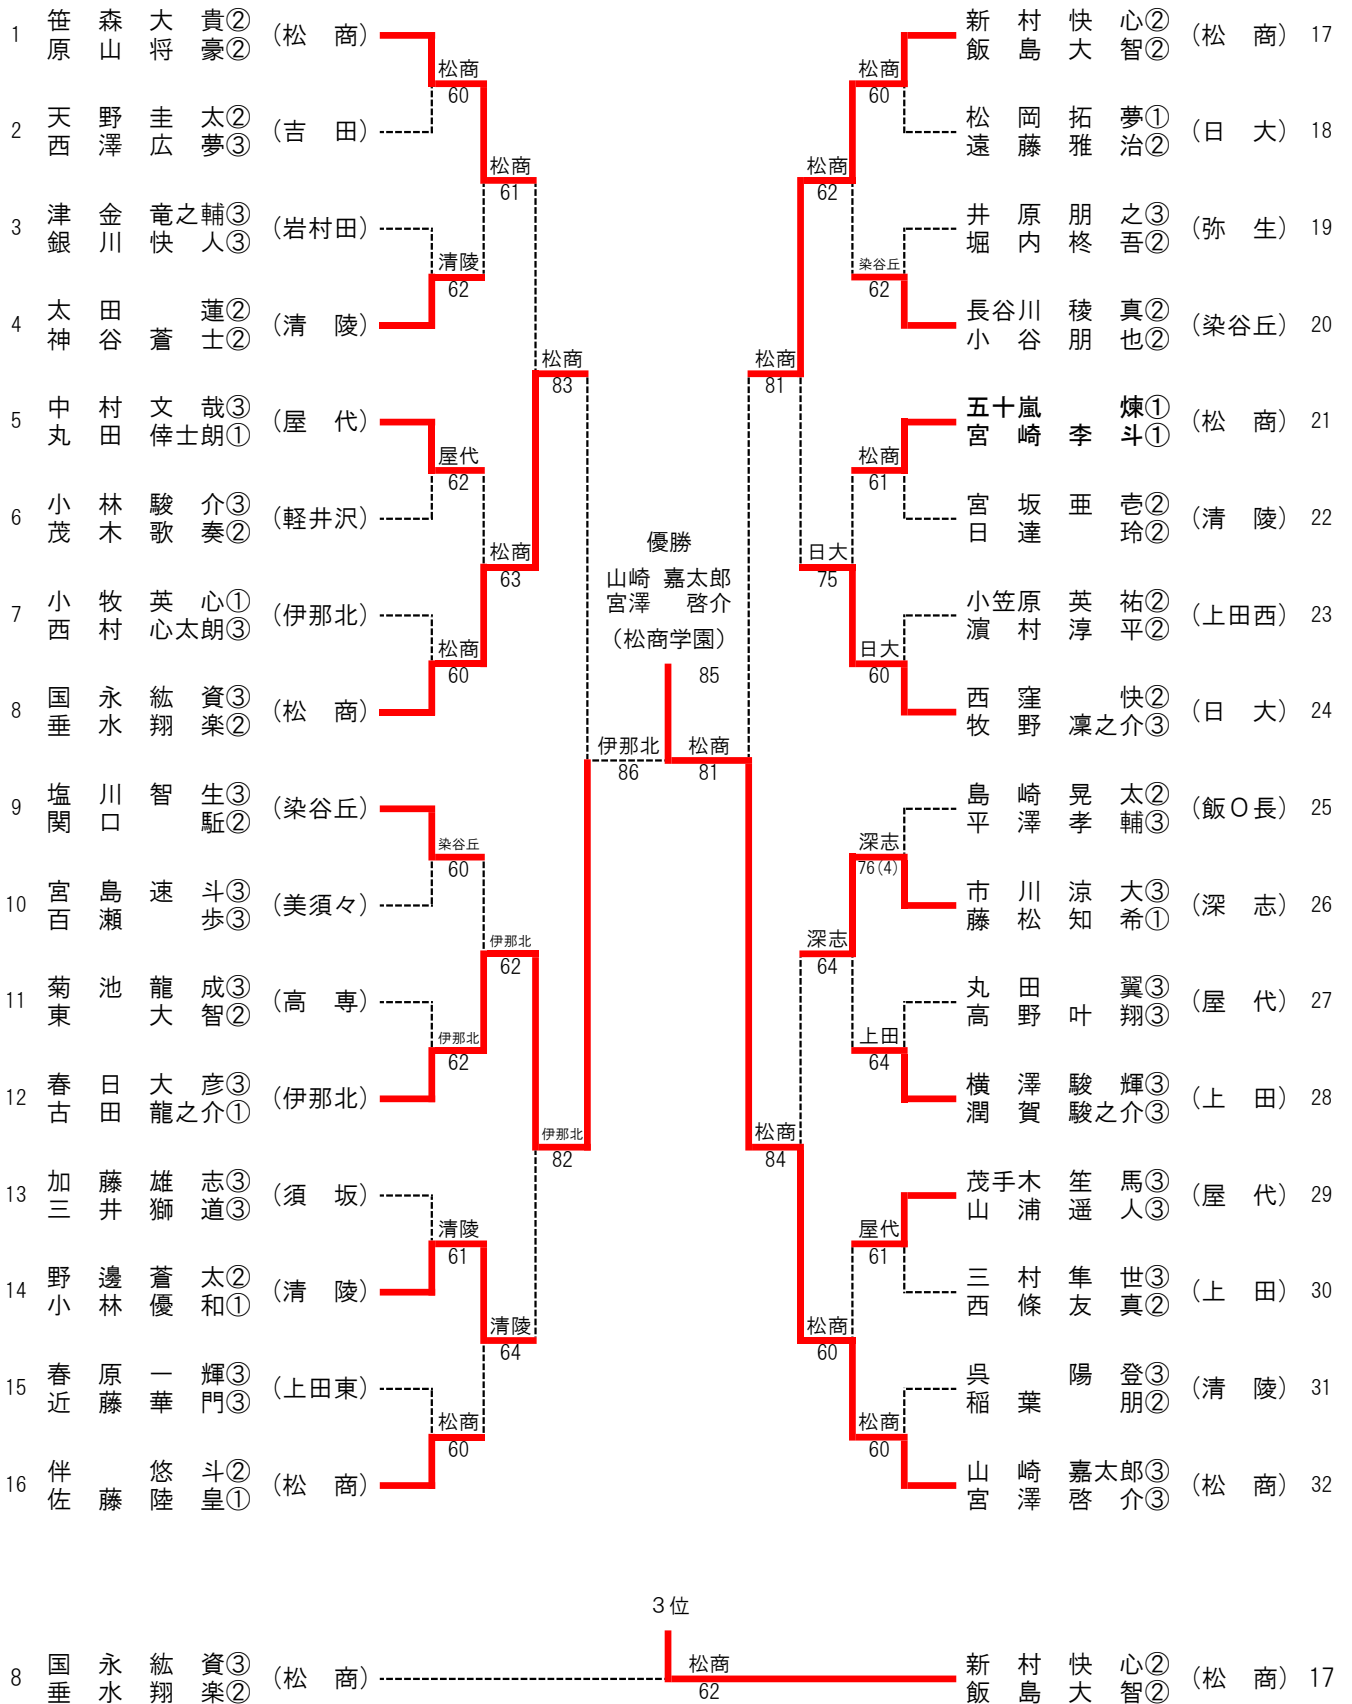 1 笹森大貴② 原山将豪② (松商)
2 天野圭太② 西澤広夢③ (吉田)
3 津金竜之輔③ 銀川快人③ (岩村田)
4 太田蓮② 神谷蒼士② (清陵)
5 中村文哉③ 丸田倖士朗① (屋代)
6 小林駿介③ 茂木歌奏② (軽井沢)
7 小牧英心① 西村心太朗③ (伊那北)
8 国永紘資③ 垂水翔楽② (松商)
9 塩川智生③ 関口駈② (染谷丘)
10 宮島速斗③ 百瀬歩③ (美須々)
11 菊池龍成③ 東大智② (高専)
12 春日大彦③ 古田龍之介① (伊那北)
13 加藤雄志③ 三井獅道③ (須坂)
14 野邊蒼太② 小林優和① (清陵)
15 春原一輝③ 近藤華門③ (上田東)
16 伴悠斗② 佐藤陸皇① (松商)
松商
60
清陵
62
屋代
62
松商
60
染谷丘
60
伊那北
62
清陵
61
松商
60
松商
61
松商
63
伊那北
62
清陵
64
松商
83
伊那北
82
伊那北
86
優勝
山崎 嘉太郎
宮澤 啓介
(松商学園)
85
松商
81
松商
81
松商
84
松商
62
日大
75
深志
64
松商
60
松商
60
染谷丘
62
松商
61
日大
60
深志
76(4)
上田
64
屋代
61
松商
60
新村快心② 飯島大智② (松商) 17
松岡拓夢① 遠藤雅治② (日大) 18
井原朋之③ 堀内柊吾② (弥生) 19
長谷川稜真② 小谷朋也② (染谷丘) 20
五十嵐煉① 宮崎李斗① (松商) 21
宮坂亜壱② 日達玲② (清陵) 22
小笠原英祐② 濵村淳平② (上田西) 23
西窪快② 牧野凜之介③ (日大) 24
島崎晃太② 平澤孝輔③ (飯O長) 25
市川涼大③ 藤松知希① (深志) 26
丸田翼③ 高野叶翔③ (屋代) 27
横澤駿輝③ 潤賀駿之介③ (上田) 28
茂手木笙馬③ 山浦遥人③ (屋代) 29
三村隼世③ 西條友真② (上田) 30
呉陽登③ 稲葉朋② (清陵) 31
山崎嘉太郎③ 宮澤啓介③ (松商) 32
3位
8 国永紘資③ 垂水翔楽② (松商)
松商
62
新村快心② 飯島大智② (松商) 17